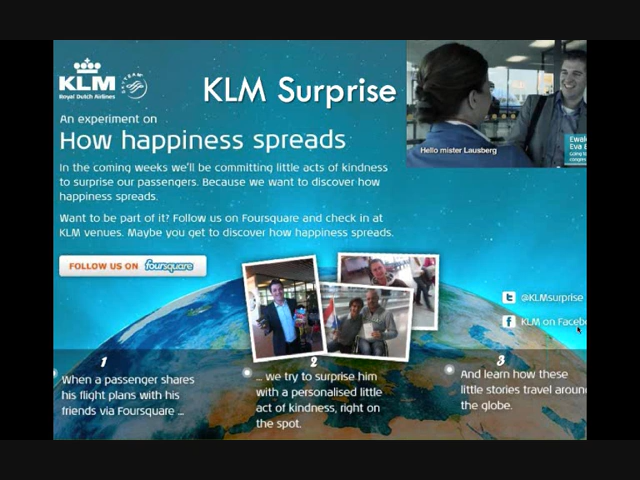 KLM
Royal Dutch Airlines
SKYTEAM
KLM Surprise
An experiment on
How happiness spreads
In the coming weeks we'll be committing little acts of kindness
to surprise our passengers. Because we want to discover how
happiness spreads.
Want to be part of it? Follow us on Foursquare and check in at
KLM venues. Maybe you get to discover how happiness spreads.
FOLLOW US ON foursquare
Hello mister Lausberg
Eva
@KLMsurprise
KLM on Facebo
1
When a passenger shares
his flight plans with his
friends via Foursquare ...
2
... we try to surprise him
with a personalised little
act of kindness, right on
the spot.
3
And learn how these
little stories travel aroun
the globe.